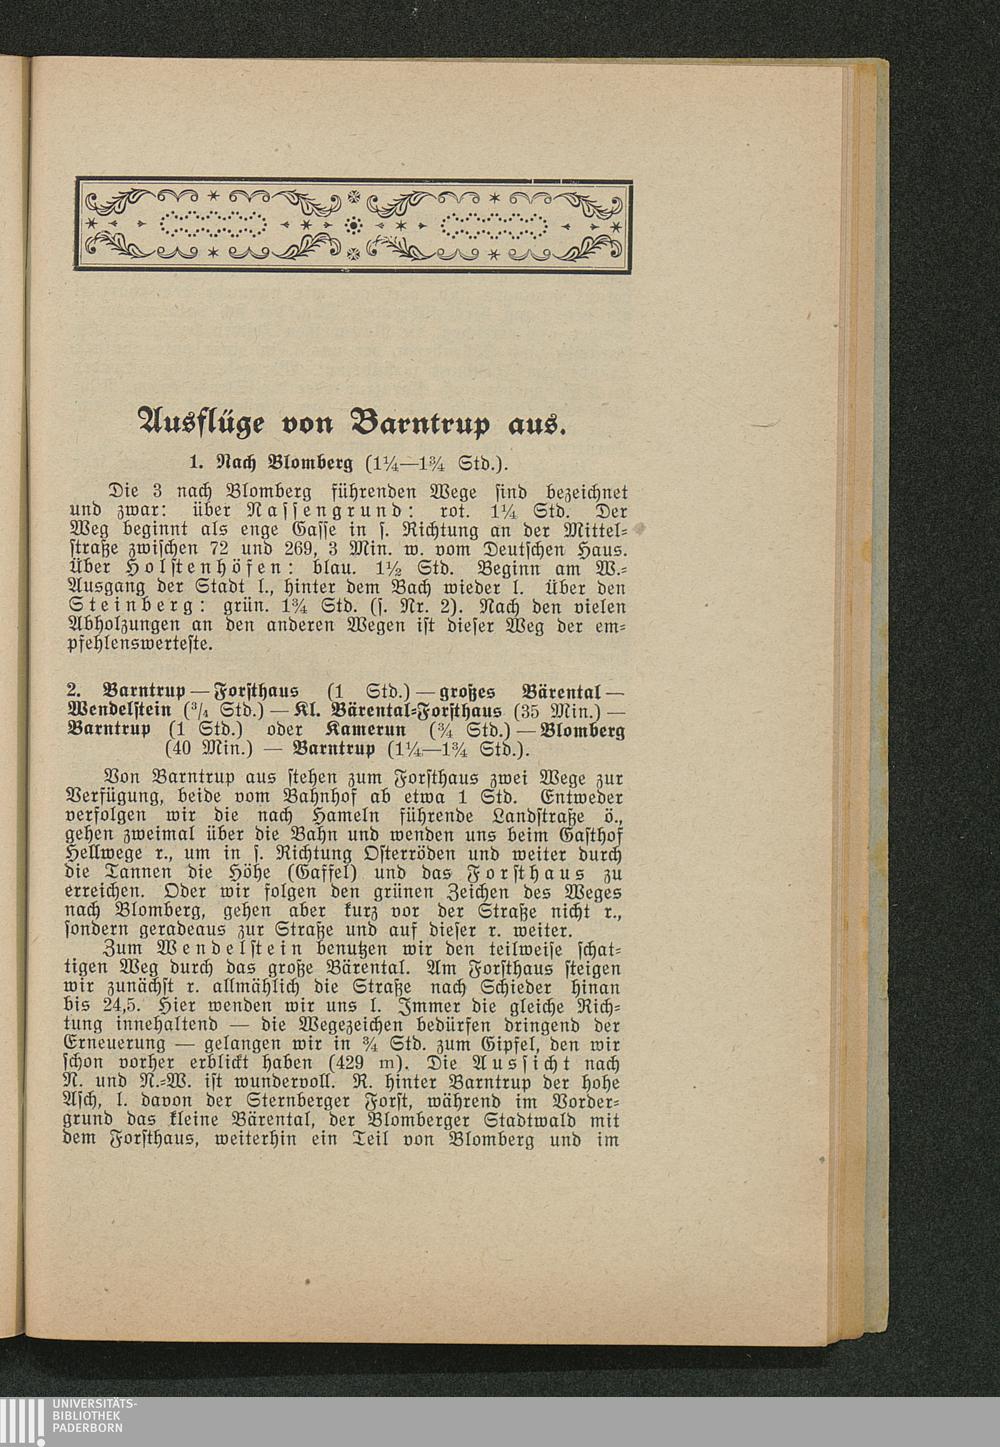 Ausflüge von Barntrup aus.
1. Nach Blomberg (1¼—1¾ Std.).
Die 3 nach Blomberg führenden Wege sind bezeichnet
und zwar: über Nassengrund: rot. 1¼ Std. Der
Weg beginnt als enge Gasse in s. Richtung an der Mittel-
straße zwischen 72 und 269, 3 Min. w. vom Deutschen Haus.
Über Holstenhöfen: blau. 1½ Std. Beginn am W.-
Ausgang der Stadt l., hinter dem Bach wieder l. Über den
Steinberg: grün. 1¾ Std. (s. Nr. 2). Nach den vielen
Abholzungen an den anderen Wegen ist dieser Weg der em-
pfehlenswerteste.
2. Barntrup — Forsthaus (1 Std.) — großes Bärental —
Wendelstein (3/4 Std.) — Kl. Bärental-Forsthaus (35 Min.) —
Barntrup (1 Std.) oder Kamerun (¾ Std.) — Blomberg
(40 Min.) — Barntrup (1¼—1¾ Std.).
Von Barntrup aus stehen zum Forsthaus zwei Wege zur
Verfügung, beide vom Bahnhof ab etwa 1 Std. Entweder
verfolgen wir die nach Hameln führende Landstraße ö.,
gehen zweimal über die Bahn und wenden uns beim Gasthof
Hellwege r., um in s. Richtung Osterröden und weiter durch
die Tannen die Höhe (Gaffel) und das Forsthaus zu
erreichen. Oder wir folgen den grünen Zeichen des Weges
nach Blomberg, gehen aber kurz vor der Straße nicht r.,
sondern geradeaus zur Straße und auf dieser r. weiter.
Zum Wendelstein benutzen wir den teilweise schat-
tigen Weg durch das große Bärental. Am Forsthaus steigen
wir zunächst r. allmählich die Straße nach Schieder hinan
bis 24,5. Hier wenden wir uns l. Immer die gleiche Rich-
tung innehaltend — die Wegezeichen bedürfen dringend der
Erneuerung — gelangen wir in ¾ Std. zum Gipfel, den wir
schon vorher erblickt haben (429 m). Die Aussicht nach
N. und N.-W. ist wundervoll. R. hinter Barntrup der hohe
Asch, l. davon der Sternberger Forst, während im Vorder-
grund das kleine Bärental, der Blomberger Stadtwald mit
dem Forsthaus, weiterhin ein Teil von Blomberg und im
UNIVERSITÄTS-
BIBLIOTHEK
PADERBORN